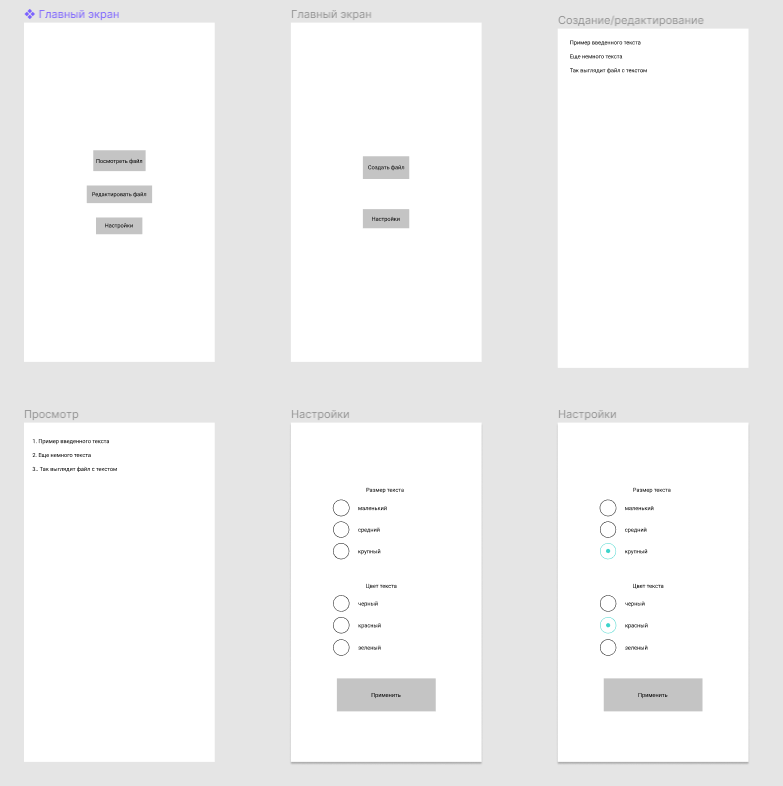 Главный экран
Посмотреть файл
Редактировать файл
Настройки
Главный экран
Создать файл
Настройки
Создание/редактирование
Пример введенного текста
Еще немного текста
Так выглядит файл с текстом
Просмотр
1. Пример введенного текста
2. Еще немного текста
3.. Так выглядит файл с текстом
Настройки
Размер текста
маленький
средний
крупный
Цвет текста
черный
красный
зеленый
Применить
Настройки
Размер текста
маленький
средний
крупный
Цвет текста
черный
красный
зеленый
Применить